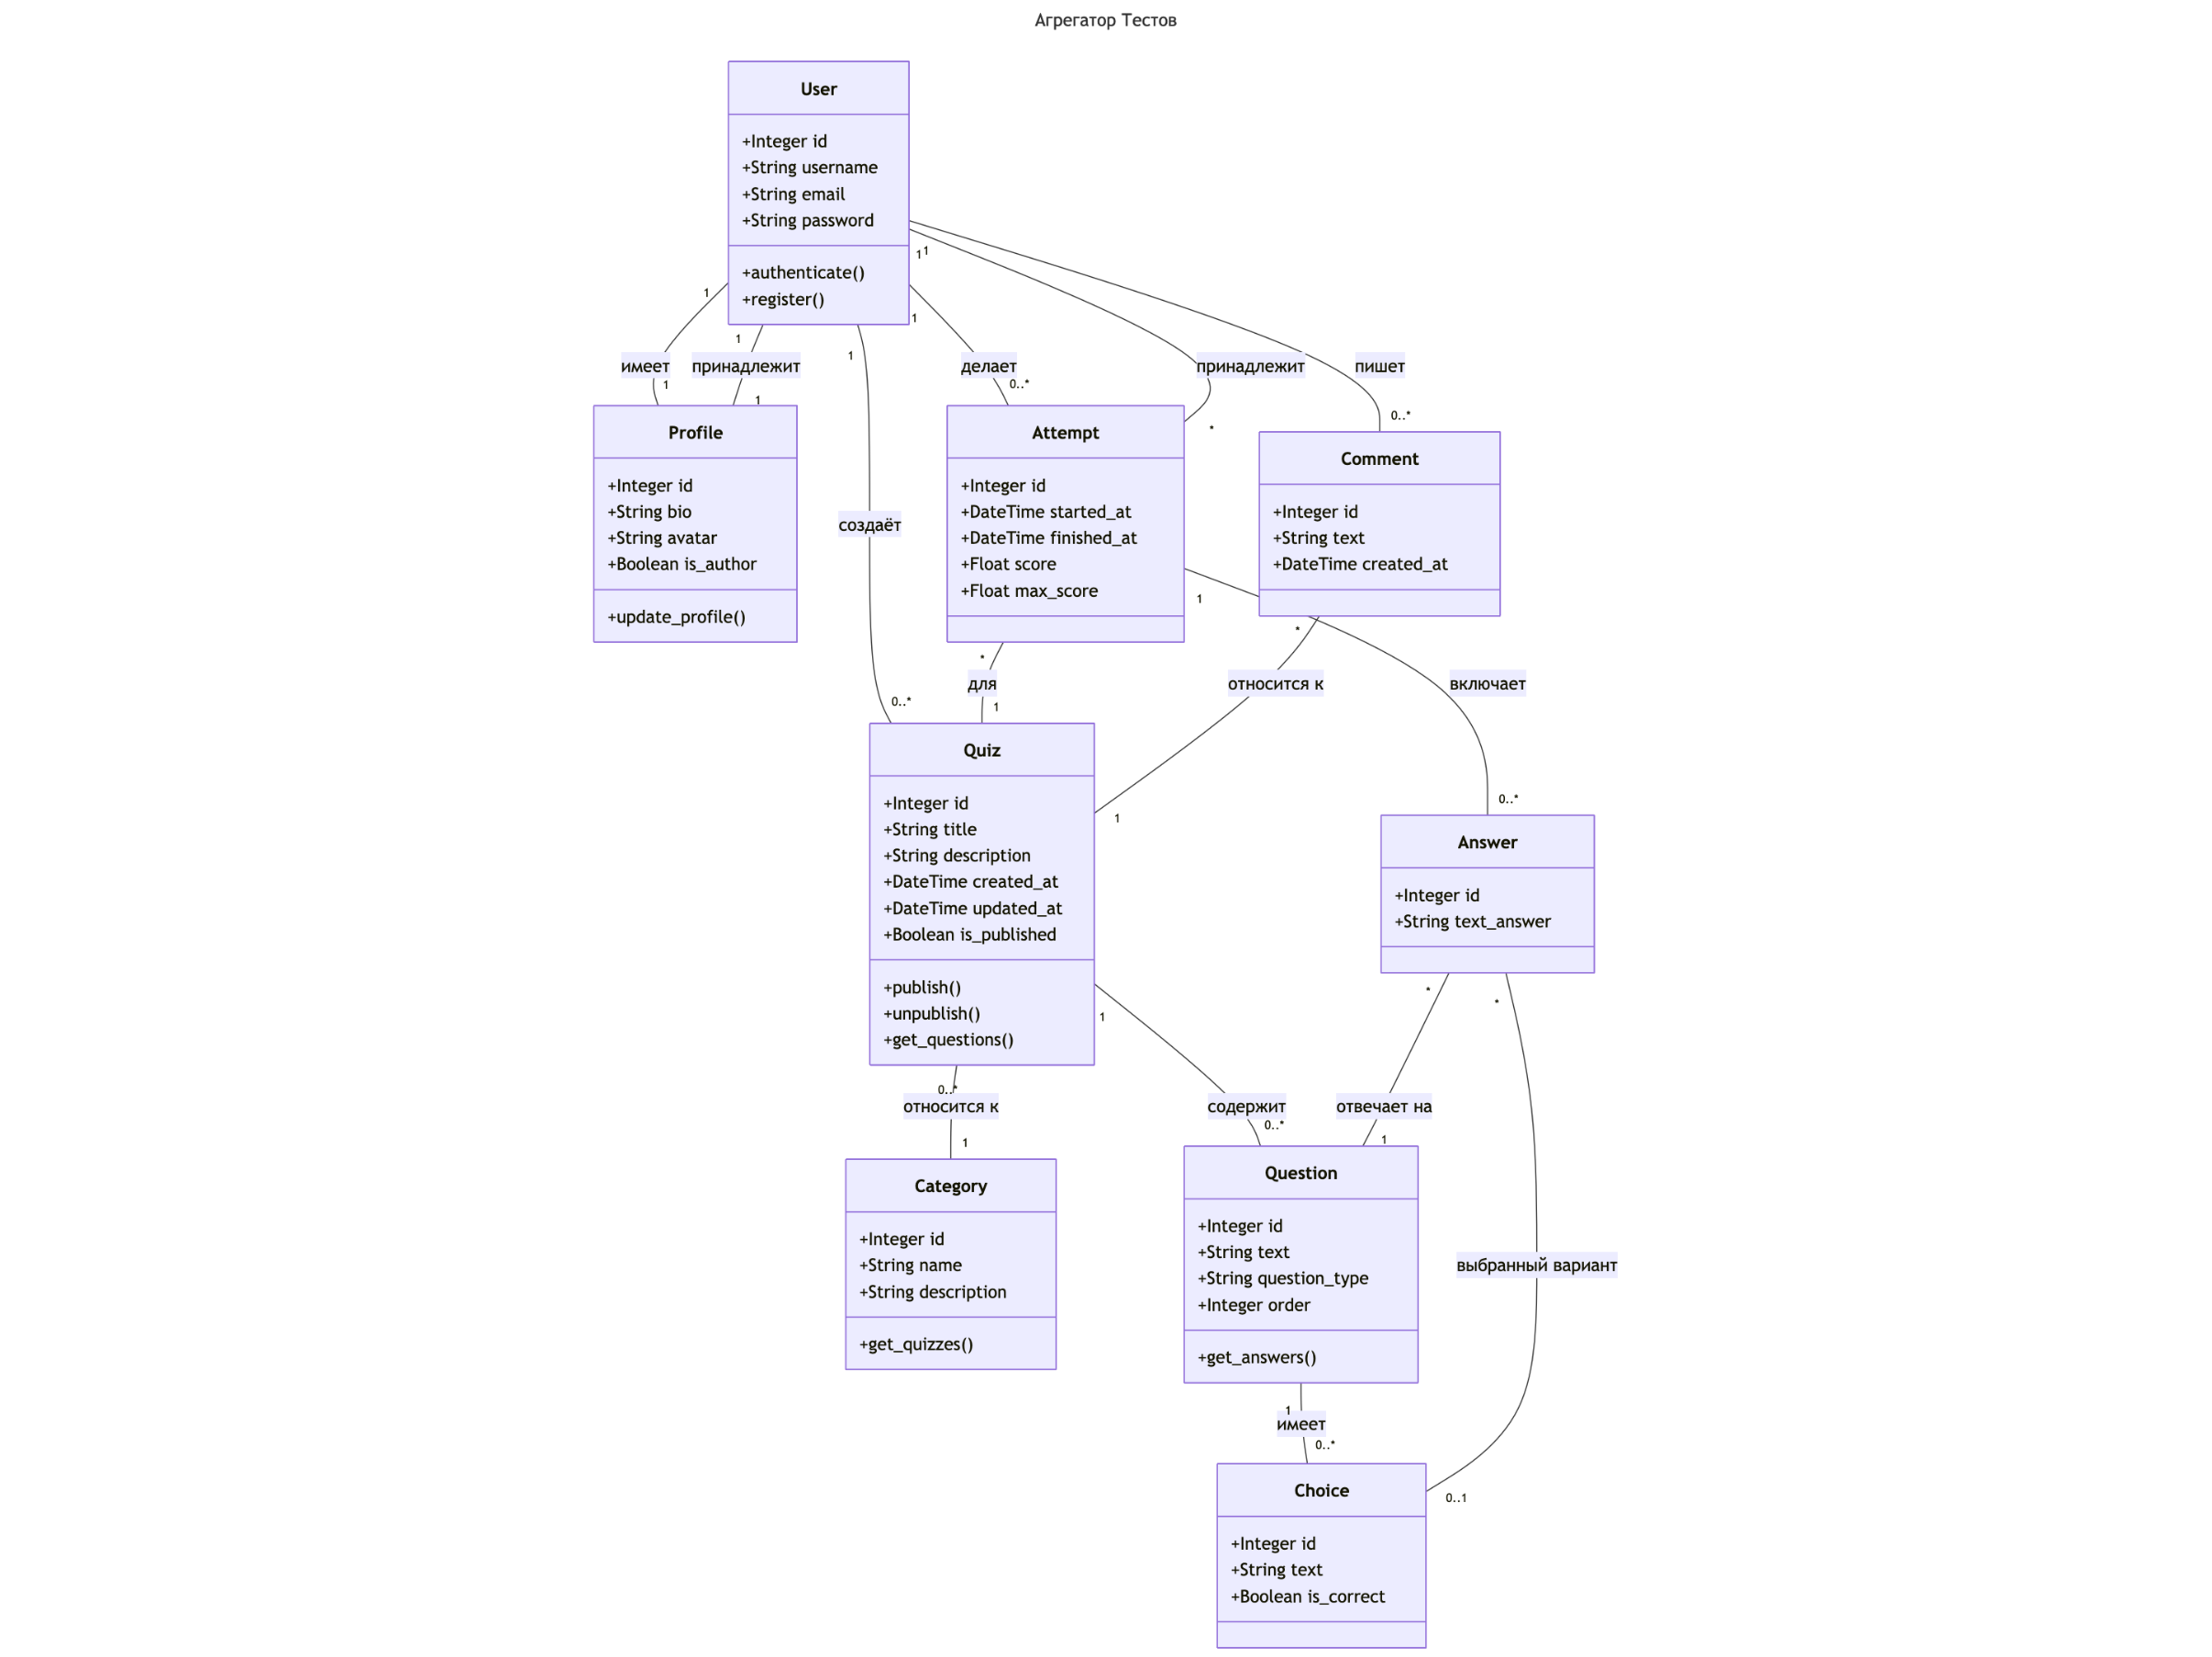 Агрегатор Тестов
User
+Integer id
+String username
+String email
+String password
+authenticate()
+register()
1
1
1
1
1
1
имеет
принадлежит
делает
принадлежит
пишет
1
1
0..*
*
0..*
Profile
+Integer id
+String bio
+String avatar
+Boolean is_author
+update_profile()
создаёт
0..*
Attempt
+Integer id
+DateTime started_at
+DateTime finished_at
+Float score
+Float max_score
Comment
+Integer id
+String text
+DateTime created_at
*
для
1
1
*
относится к
1
включает
0..*
Quiz
+Integer id
+String title
+String description
+DateTime created_at
+DateTime updated_at
+Boolean is_published
+publish()
+unpublish()
+get_questions()
Answer
+Integer id
+String text_answer
0..*
относится к
1
1
содержит
0..*
*
отвечает на
1
*
выбранный вариант
0..1
Category
+Integer id
+String name
+String description
+get_quizzes()
Question
+Integer id
+String text
+String question_type
+Integer order
+get_answers()
1
имеет
0..*
Choice
+Integer id
+String text
+Boolean is_correct